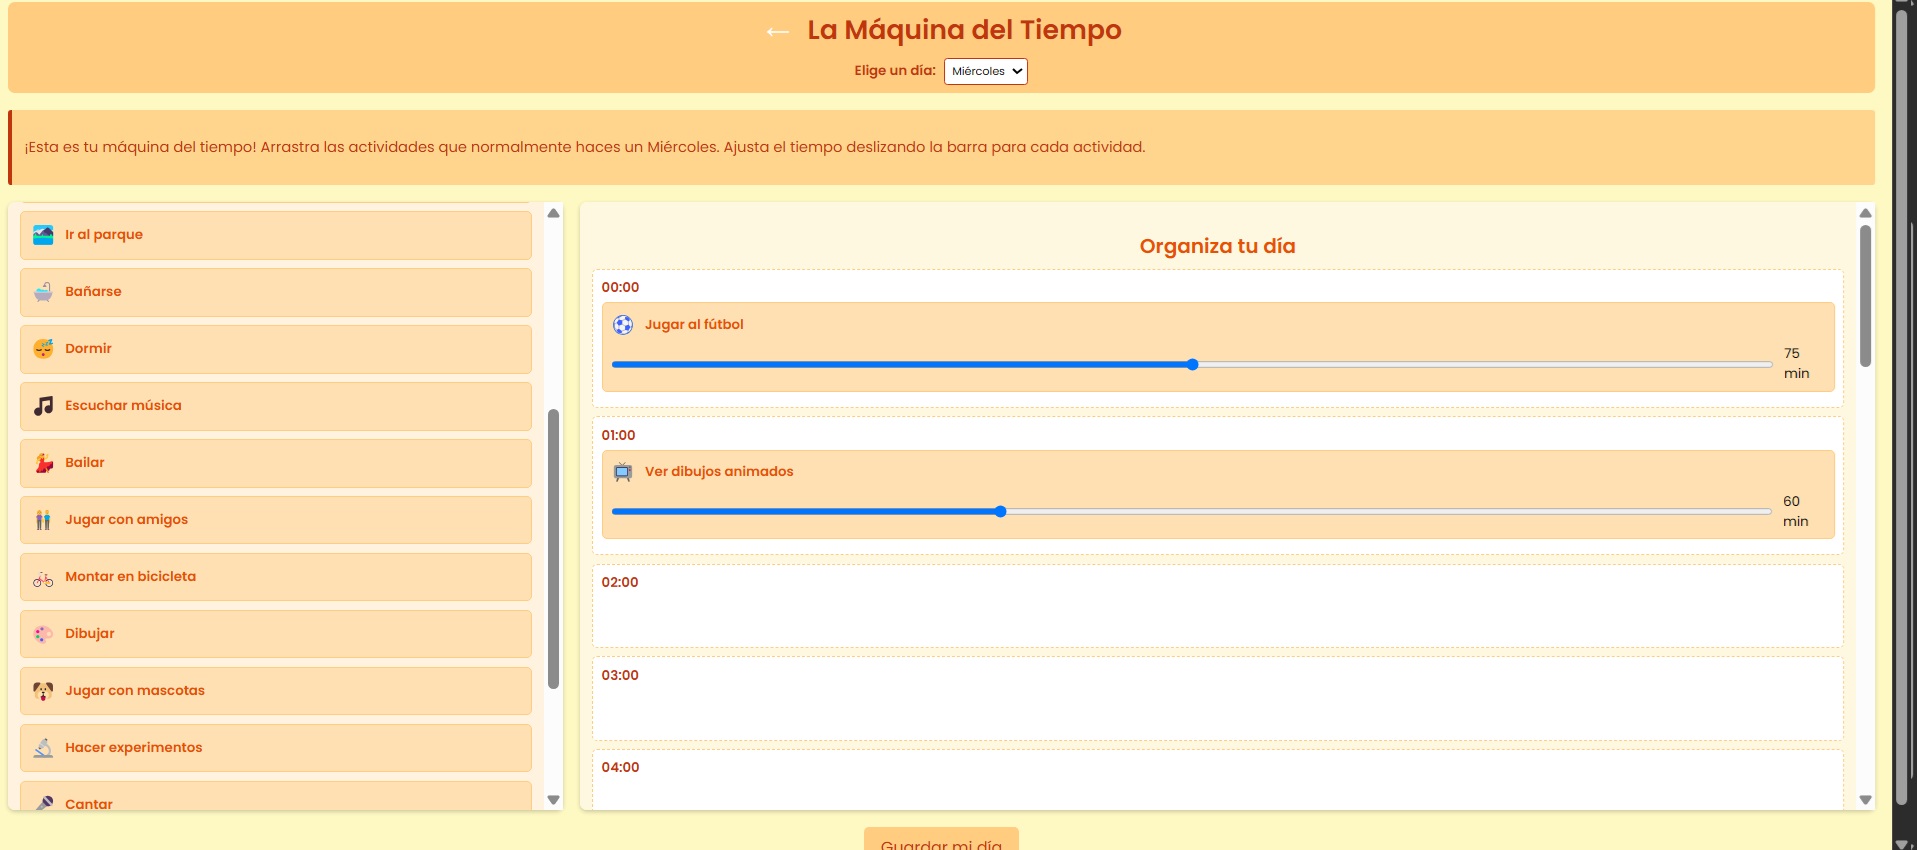 ← La Máquina del Tiempo
Elige un día: Miércoles
¡Esta es tu máquina del tiempo! Arrastra las actividades que normalmente haces un Miércoles. Ajusta el tiempo deslizando la barra para cada actividad.
Ir al parque
Bañarse
Dormir
Escuchar música
Bailar
Jugar con amigos
Montar en bicicleta
Dibujar
Jugar con mascotas
Hacer experimentos
Cantar
Organiza tu día
00:00
Jugar al fútbol
75
min
01:00
Ver dibujos animados
60
min
02:00
03:00
04:00
Guardar mi día